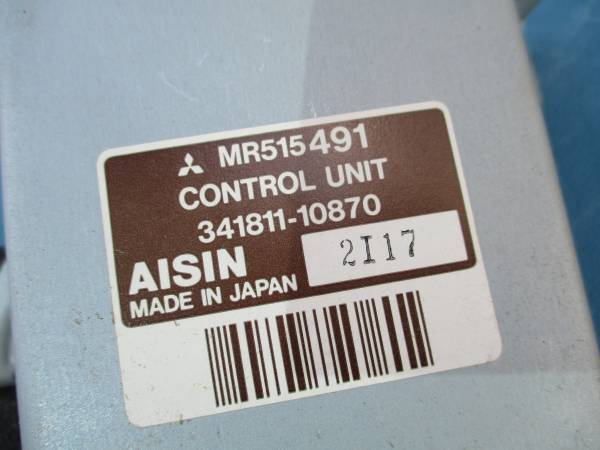 MR515491
CONTROL UNIT
341811-10870
AISIN
2I17
MADE IN JAPAN